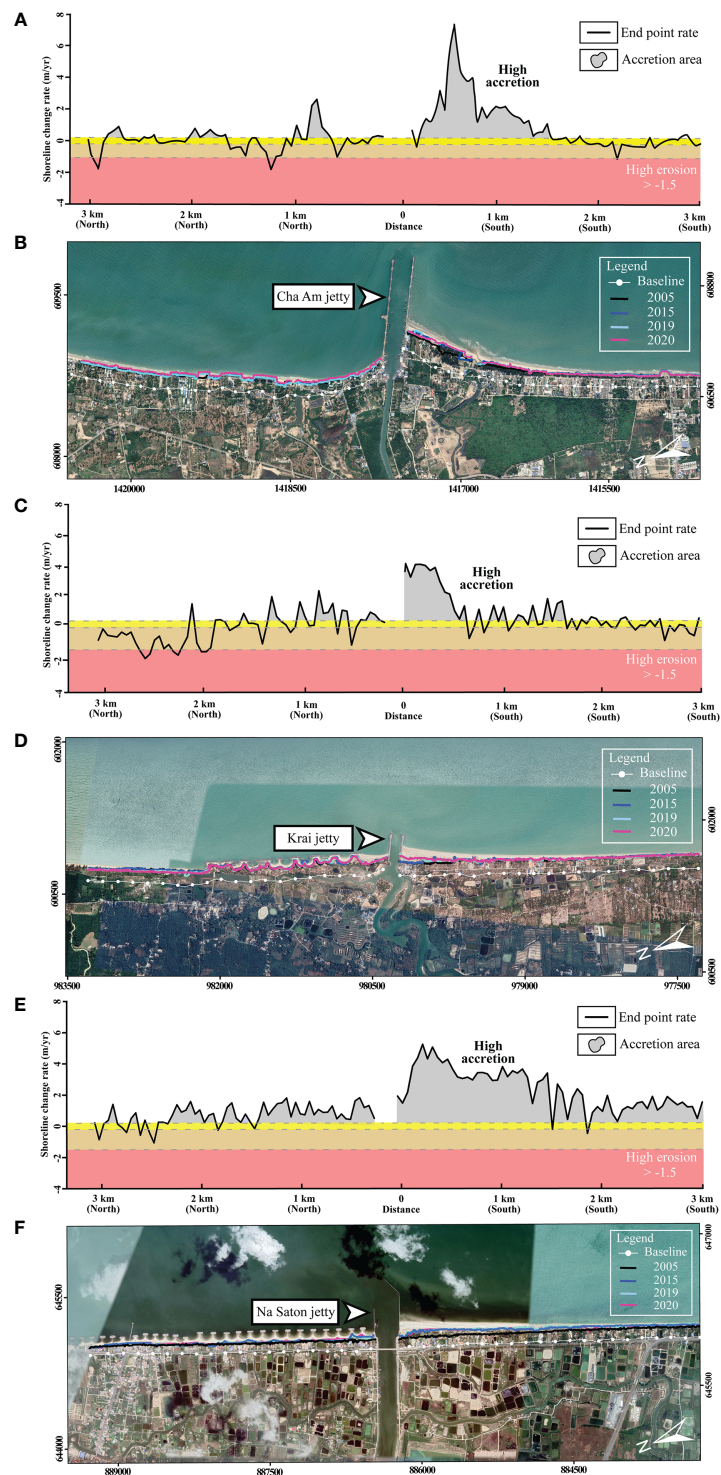 A
Shoreline change rate (m/yr)
8
6
4
2
0
-2
-4
End point rate
Accretion area
High
accretion
High erosion
> -1.5
3 km
(North)
2 km
(North)
1 km
(North)
0
Distance
1 km
(South)
2 km
(South)
3 km
(South)
B
609500
608000
Cha Am jetty
Legend
Baseline
2005
2015
2019
2020
608800
606500
N
1420000
1418500
1417000
1415500
C
Shoreline change rate (m/yr)
8
6
4
2
0
-2
-4
End point rate
Accretion area
High
accretion
High erosion
> -1.5
3 km
(North)
2 km
(North)
1 km
(North)
0
Distance
1 km
(South)
2 km
(South)
3 km
(South)
D
602000
600500
Krai jetty
Legend
Baseline
2005
2015
2019
2020
602000
600500
N
983500
982000
980500
979000
977500
E
Shoreline change rate (m/yr)
8
6
4
2
0
-2
-4
End point rate
Accretion area
High
accretion
High erosion
> -1.5
3 km
(North)
2 km
(North)
1 km
(North)
0
Distance
1 km
(South)
2 km
(South)
3 km
(South)
F
645500
644000
Na Saton jetty
Legend
Baseline
2005
2015
2019
2020
647000
645500
N
889000
887500
886000
884500